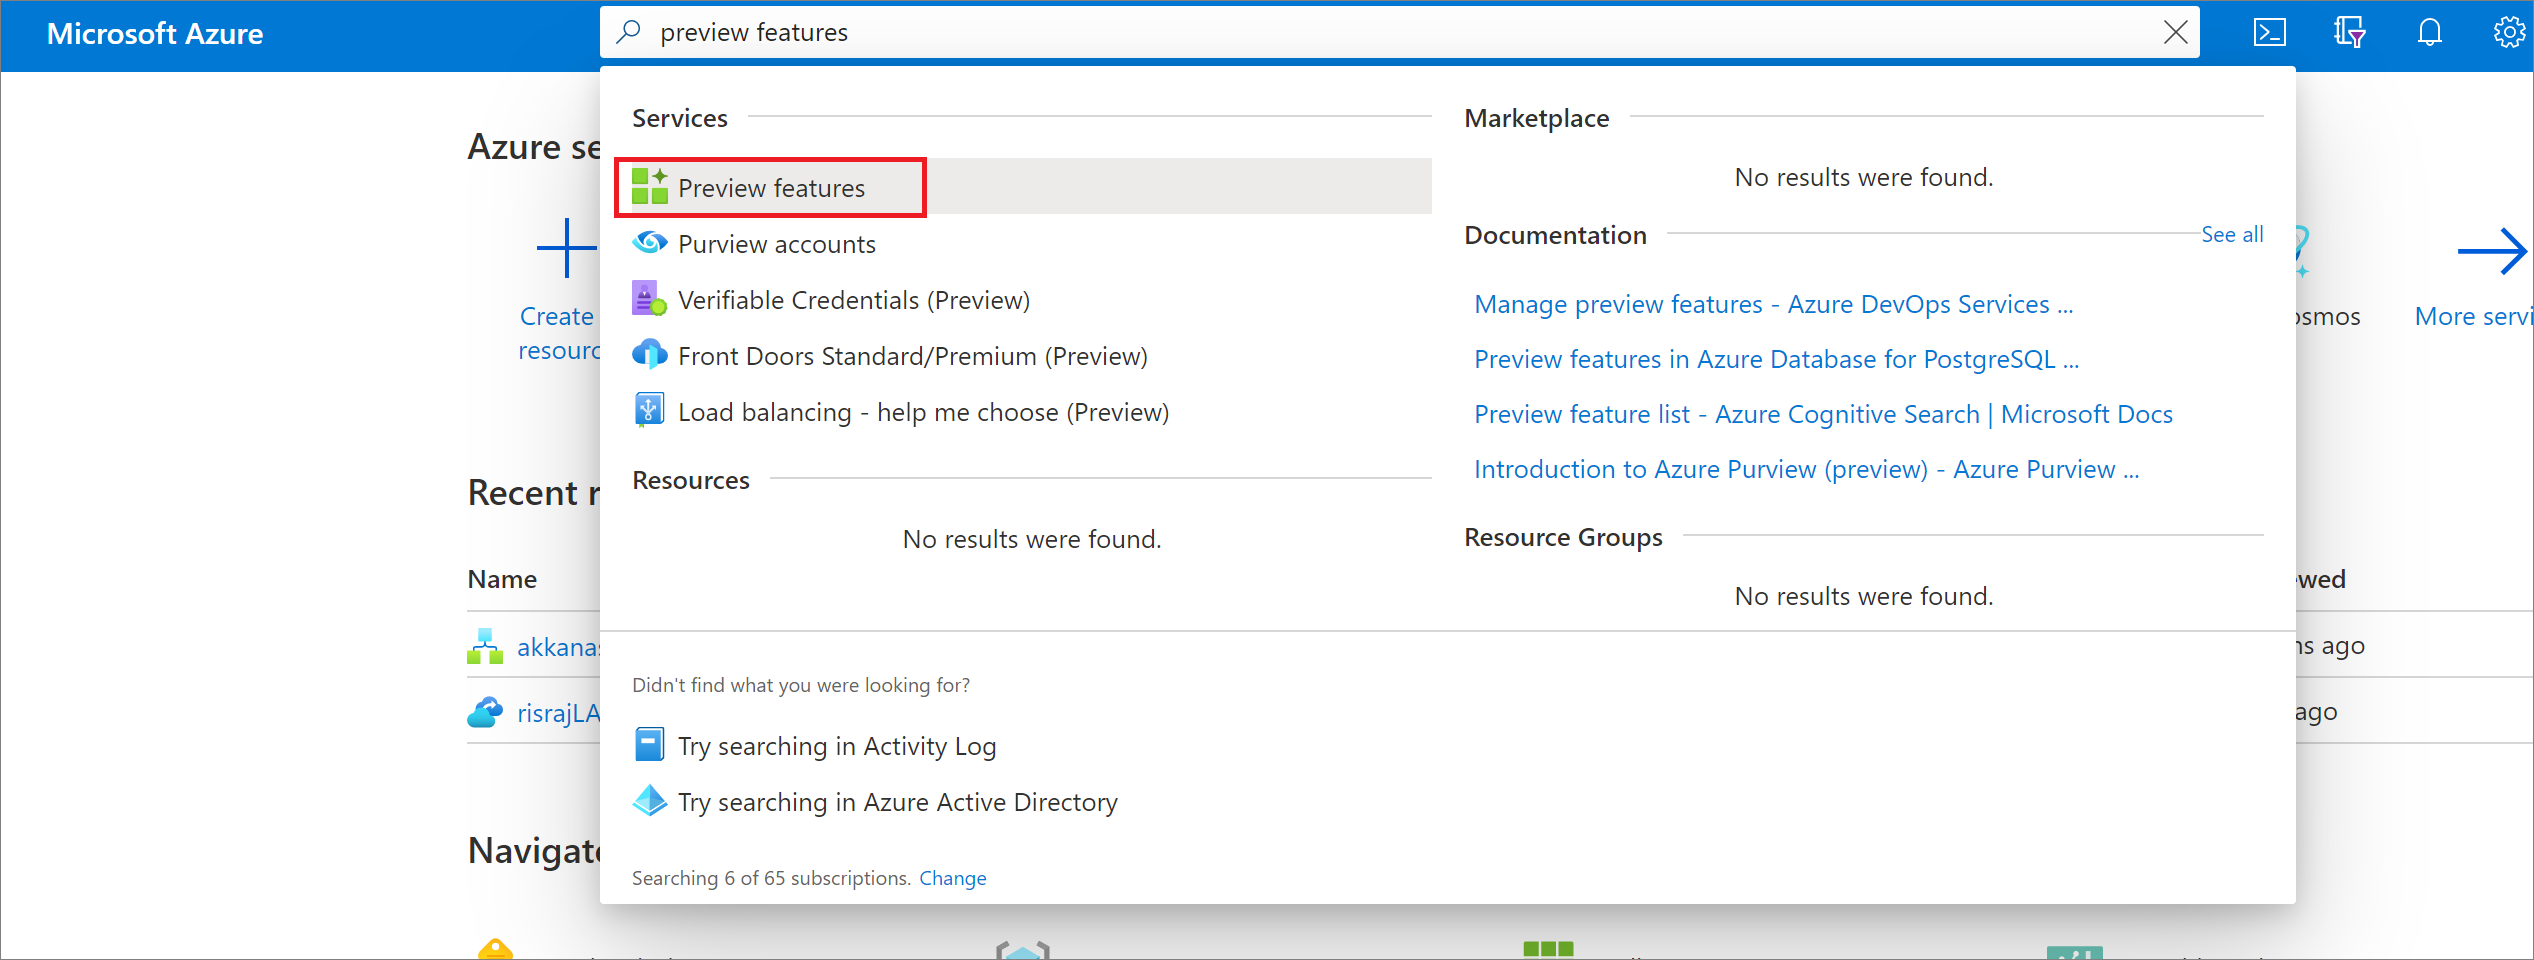 Microsoft Azure
preview features
Azure se
Services
Preview features
Purview accounts
Verifiable Credentials (Preview)
Front Doors Standard/Premium (Preview)
Load balancing - help me choose (Preview)
Resources
No results were found.
Marketplace
No results were found.
Documentation
See all
Manage preview features - Azure DevOps Services ...
Preview features in Azure Database for PostgreSQL ...
Preview feature list - Azure Cognitive Search | Microsoft Docs
Introduction to Azure Purview (preview) - Azure Purview ...
Resource Groups
No results were found.
Didn't find what you were looking for?
Try searching in Activity Log
Try searching in Azure Active Directory
Searching 6 of 65 subscriptions. Change
Create
resourc
osmos
More servi
Recent r
Name
ewed
akkanas
ns ago
risrajLA
ago
Navigate